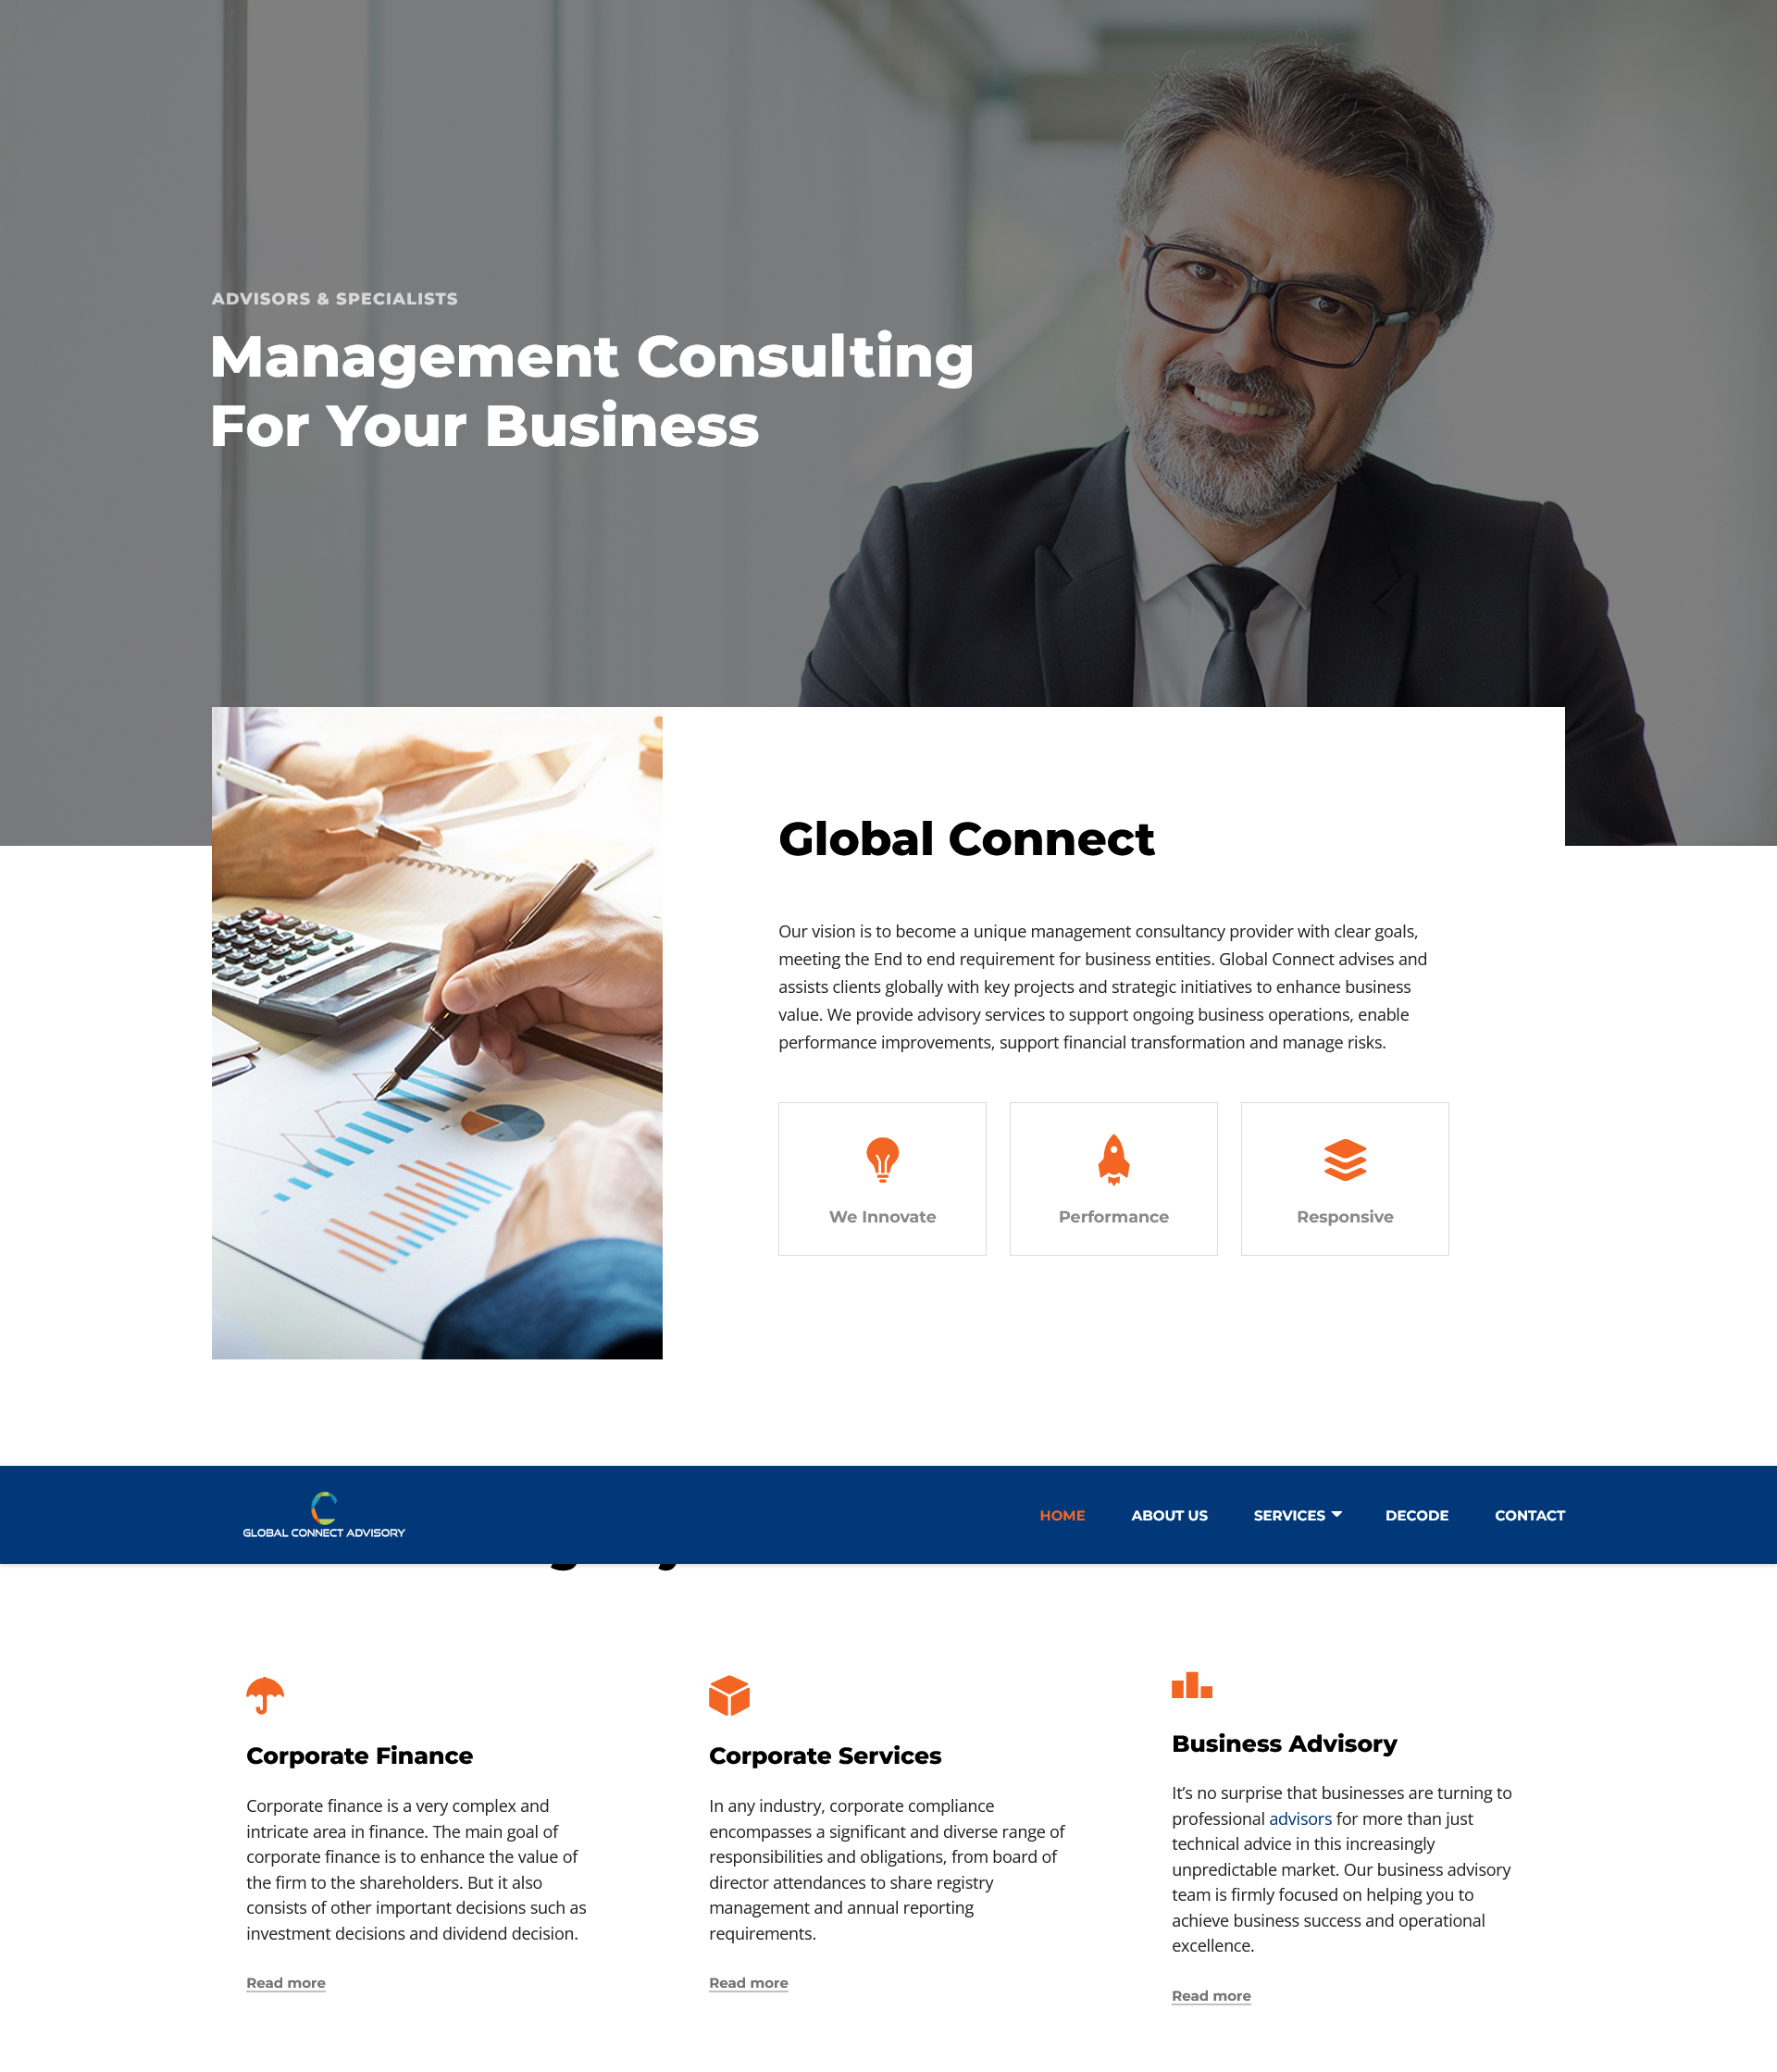 ADVISORS & SPECIALISTS
Management Consulting
For Your Business
Global Connect
Our vision is to become a unique management consultancy provider with clear goals,
meeting the End to end requirement for business entities. Global Connect advises and
assists clients globally with key projects and strategic initiatives to enhance business
value. We provide advisory services to support ongoing business operations, enable
performance improvements, support financial transformation and manage risks.
We Innovate
Performance
Responsive
GLOBAL CONNECT ADVISORY
HOME
ABOUT US
SERVICES
DECODE
CONTACT
Corporate Finance
Corporate finance is a very complex and
intricate area in finance. The main goal of
corporate finance is to enhance the value of
the firm to the shareholders. But it also
consists of other important decisions such as
investment decisions and dividend decision.
Read more
Corporate Services
In any industry, corporate compliance
encompasses a significant and diverse range of
responsibilities and obligations, from board of
director attendances to share registry
management and annual reporting
requirements.
Read more
Business Advisory
It’s no surprise that businesses are turning to
professional advisors for more than just
technical advice in this increasingly
unpredictable market. Our business advisory
team is firmly focused on helping you to
achieve business success and operational
excellence.
Read more